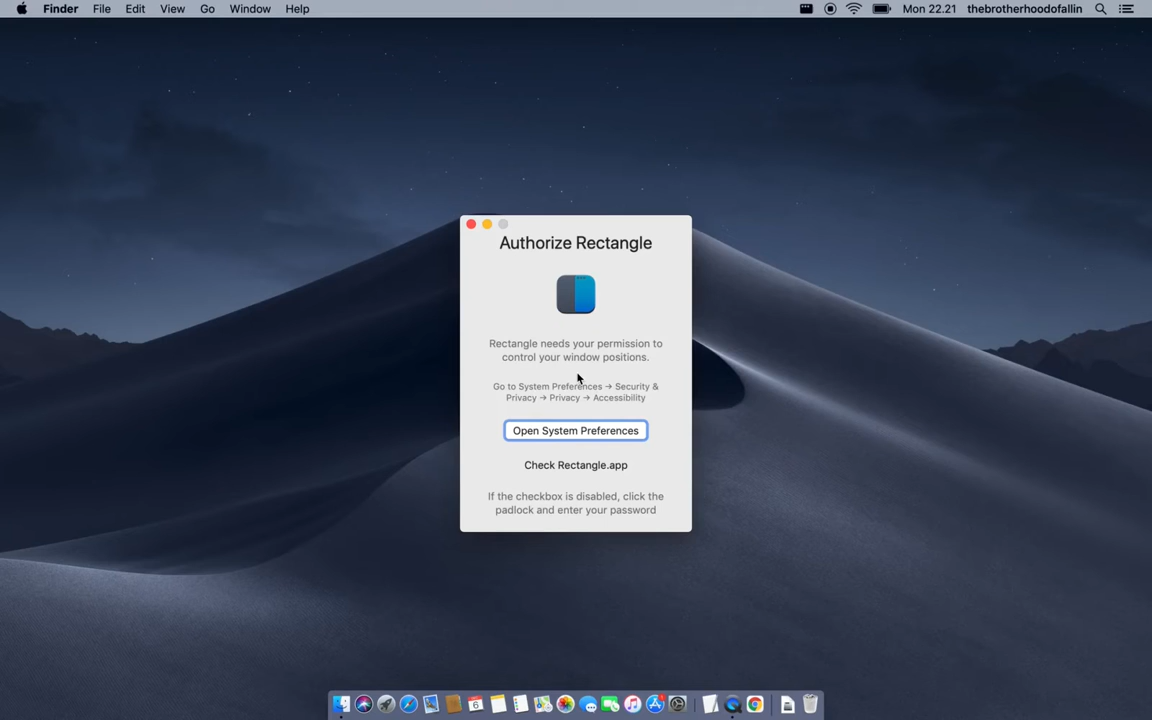 Finder File Edit View Go Window Help Mon 22.21 thebrotherhoodofallin
Authorize Rectangle
Rectangle needs your permission to
control your window positions.
Go to System Preferences → Security &
Privacy → Privacy → Accessibility
Open System Preferences
Check Rectangle.app
If the checkbox is disabled, click the
padlock and enter your password
6